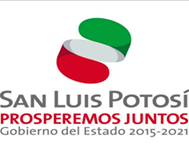 SAN LUIS POTOSÍ
PROSPEREMOS JUNTOS
Gobierno del Estado 2015-2021